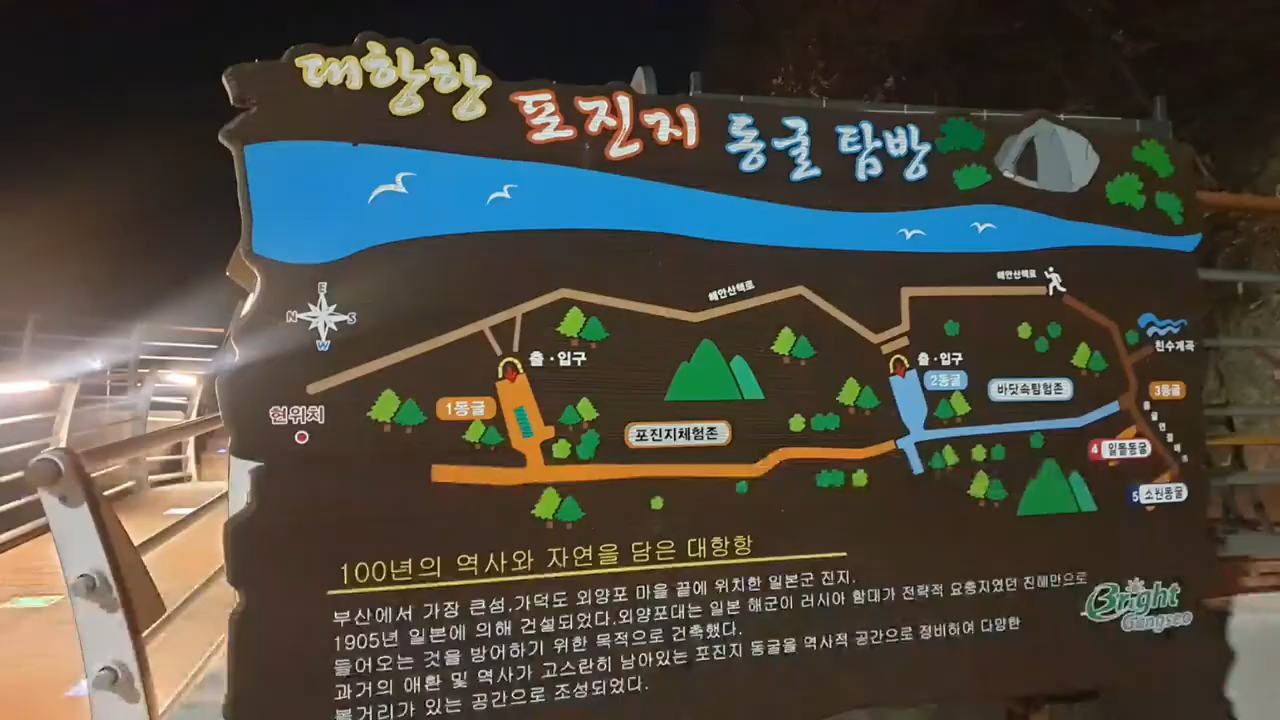 대항항 포진지 동굴 탐방
E
N S
W
해안산책로
해안산책로
현위치
출·입구
1동굴
포진지체험존
출·입구
2동굴
바닷속탐험존
친수계곡
3동굴
4 일몰동굴
5 소원동굴
100년의 역사와 자연을 담은 대항항
부산에서 가장 큰섬,가덕도 외양포 마을 끝에 위치한 일본군 진지.
1905년 일본에 의해 건설되었다.외양포대는 일본 해군이 러시아 함대가 전략적 요충지였던 진해만으로
들어오는 것을 방어하기 위한 목적으로 건축했다.
과거의 애환 및 역사가 고스란히 남아있는 포진지 동굴을 역사적 공간으로 정비하여 다양한
볼거리가 있는 공간으로 조성되었다.
Bright
Gangseo